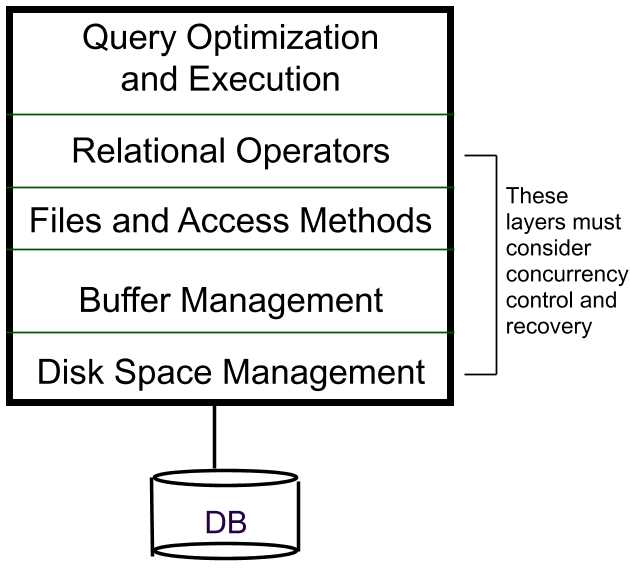 Query Optimization
and Execution
Relational Operators
Files and Access Methods
Buffer Management
Disk Space Management
These
layers must
consider
concurrency
control and
recovery
DB